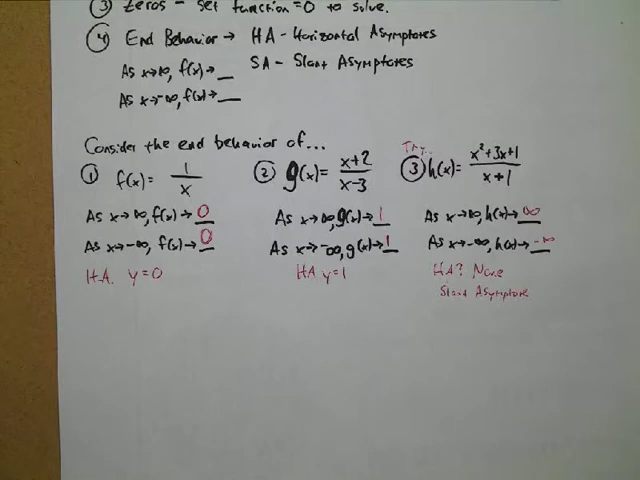 ③ Zeros - set function = 0 to solve.
④ End Behavior → HA - Horizontal Asymptotes
As x→∞, f(x)→ __ SA - Slant Asymptotes
As x→-∞, f(x)→ __
Consider the end behavior of...
Try..
① f(x) = 1/x ② g(x) = (x+2)/(x-3) ③ h(x) = (x²+3x+1)/(x+1)
As x→∞, f(x)→ 0 As x→∞, g(x)→ 1 As x→∞, h(x)→ ∞
As x→-∞, f(x)→ 0 As x→-∞, g(x)→ 1 As x→-∞, h(x)→ -∞
HA. y=0 HA y=1 HA? None
Slant Asymptote